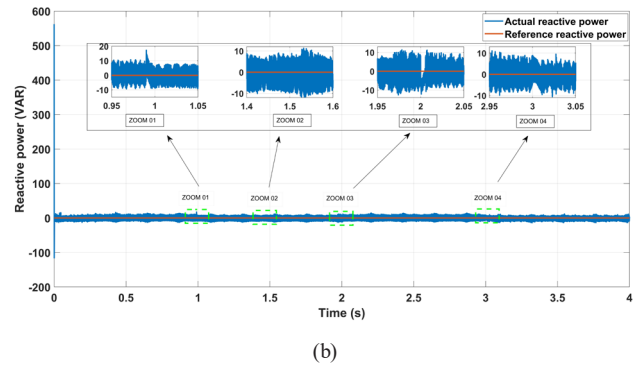 Actual reactive power
Reference reactive power
Reactive power (VAR)
600
500
400
300
200
100
0
-100
-200
20
10
0
-10
0.95 1 1.05
ZOOM 01
10
0
-10
1.4 1.5 1.6
ZOOM 02
10
0
-10
1.95 2 2.05
ZOOM 03
10
0
-10
2.95 3 3.05
ZOOM 04
ZOOM 01 ZOOM 02 ZOOM 03 ZOOM 04
0 0.5 1 1.5 2 2.5 3 3.5 4
Time (s)
(b)